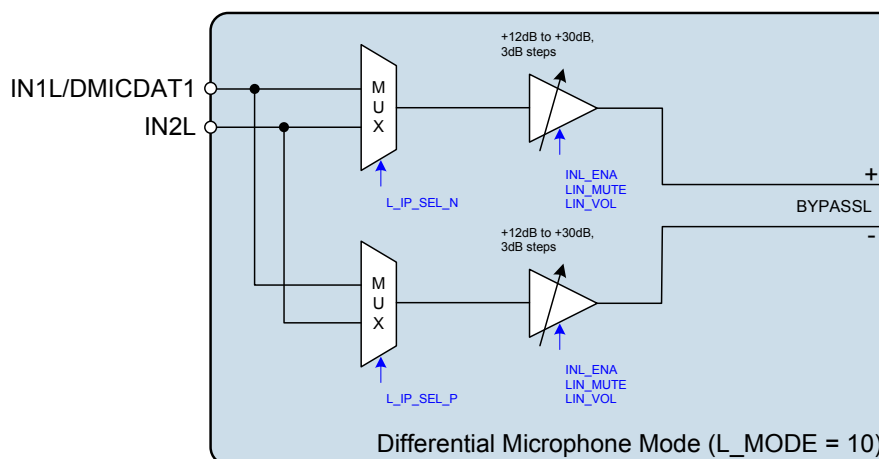 +12dB to +30dB,
3dB steps
IN1L/DMICDAT1
IN2L
M
U
X
L_IP_SEL_N
INL_ENA
LIN_MUTE
LIN_VOL
+
BYPASSL
-
+12dB to +30dB,
3dB steps
M
U
X
L_IP_SEL_P
INL_ENA
LIN_MUTE
LIN_VOL
Differential Microphone Mode (L_MODE = 10)